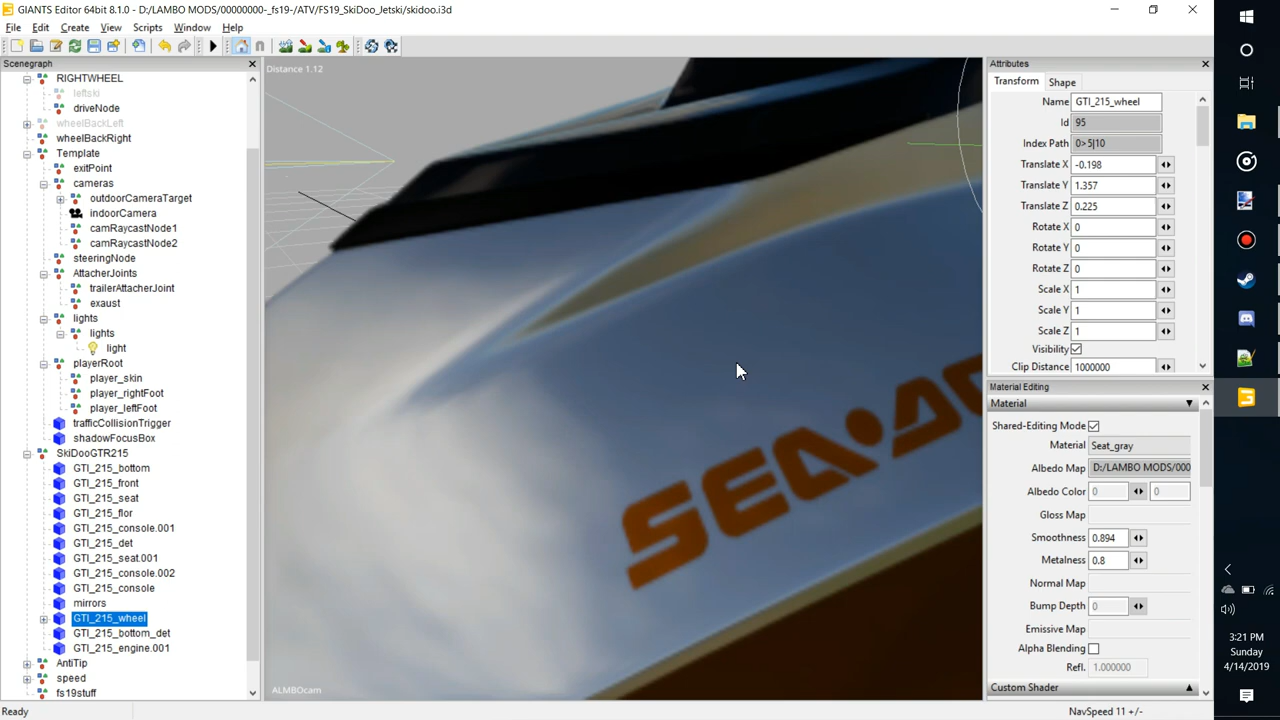 GIANTS Editor 64bit 8.1.0 - D:/LAMBO MODS/00000000-_fs19-/ATV/FS19_SkiDoo_Jetski/skidoo.i3d
File Edit Create View Scripts Window Help
Scenegraph
RIGHTWHEEL
leftski
driveNode
wheelBackLeft
wheelBackRight
Template
exitPoint
cameras
outdoorCameraTarget
indoorCamera
camRaycastNode1
camRaycastNode2
steeringNode
AttacherJoints
trailerAttacherJoint
exaust
lights
lights
light
playerRoot
player_skin
player_rightFoot
player_leftFoot
trafficCollisionTrigger
shadowFocusBox
SkiDooGTR215
GTI_215_bottom
GTI_215_front
GTI_215_seat
GTI_215_flor
GTI_215_console.001
GTI_215_det
GTI_215_seat.001
GTI_215_console.002
GTI_215_console
mirrors
GTI_215_wheel
GTI_215_bottom_det
GTI_215_engine.001
AntiTip
speed
fs19stuff
Ready
Distance 1.12
SEA-DO
ALMBOcam
Attributes
Transform Shape
Name GTI_215_wheel
Id 95
Index Path 0>5|10
Translate X -0.198
Translate Y 1.357
Translate Z 0.225
Rotate X 0
Rotate Y 0
Rotate Z 0
Scale X 1
Scale Y 1
Scale Z 1
Visibility
Clip Distance 1000000
Material Editing
Material
Shared-Editing Mode
Material Seat_gray
Albedo Map D:/LAMBO MODS/000
Albedo Color 0 0
Gloss Map
Smoothness 0.894
Metalness 0.8
Normal Map
Bump Depth 0
Emissive Map
Alpha Blending
Refl. 1.000000
Custom Shader
NavSpeed 11 +/-
3:21 PM
Sunday
4/14/2019